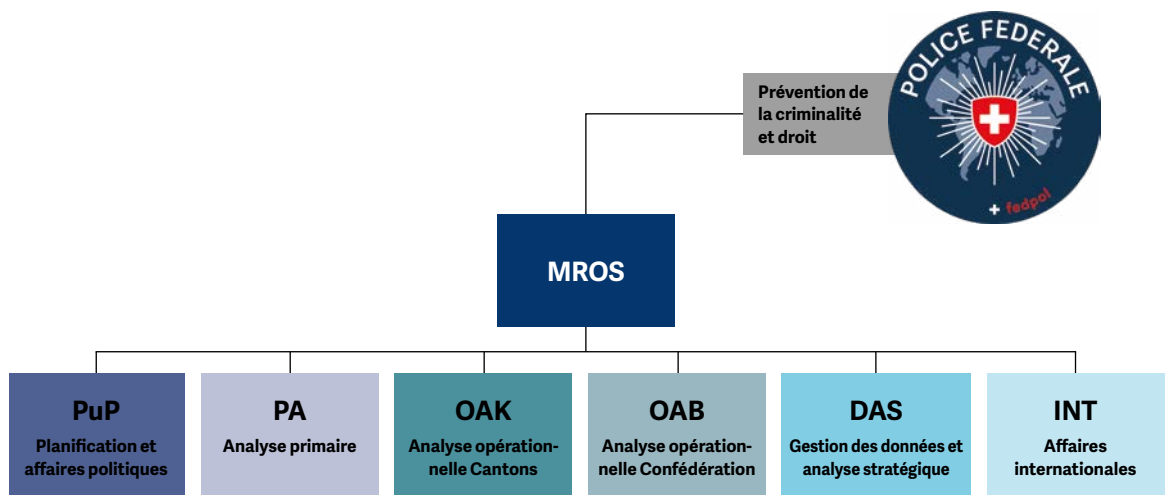 POLICE FEDERALE
Prévention de
la criminalité
et droit
fedpol
MROS
PuP
Planification et
affaires politiques
PA
Analyse primaire
OAK
Analyse opération-
nelle Cantons
OAB
Analyse opération-
nelle Confédération
DAS
Gestion des données et
analyse stratégique
INT
Affaires
internationales